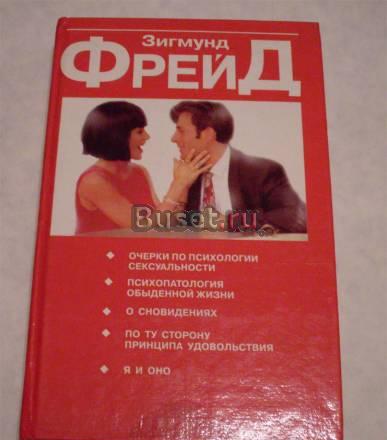 Зигмунд
ФРЕЙД
Buset.ru
◆ ОЧЕРКИ ПО ПСИХОЛОГИИ
СЕКСУАЛЬНОСТИ
◆ ПСИХОПАТОЛОГИЯ
ОБЫДЕННОЙ ЖИЗНИ
◆ О СНОВИДЕНИЯХ
◆ ПО ТУ СТОРОНУ
ПРИНЦИПА УДОВОЛЬСТВИЯ
◆ Я И ОНО